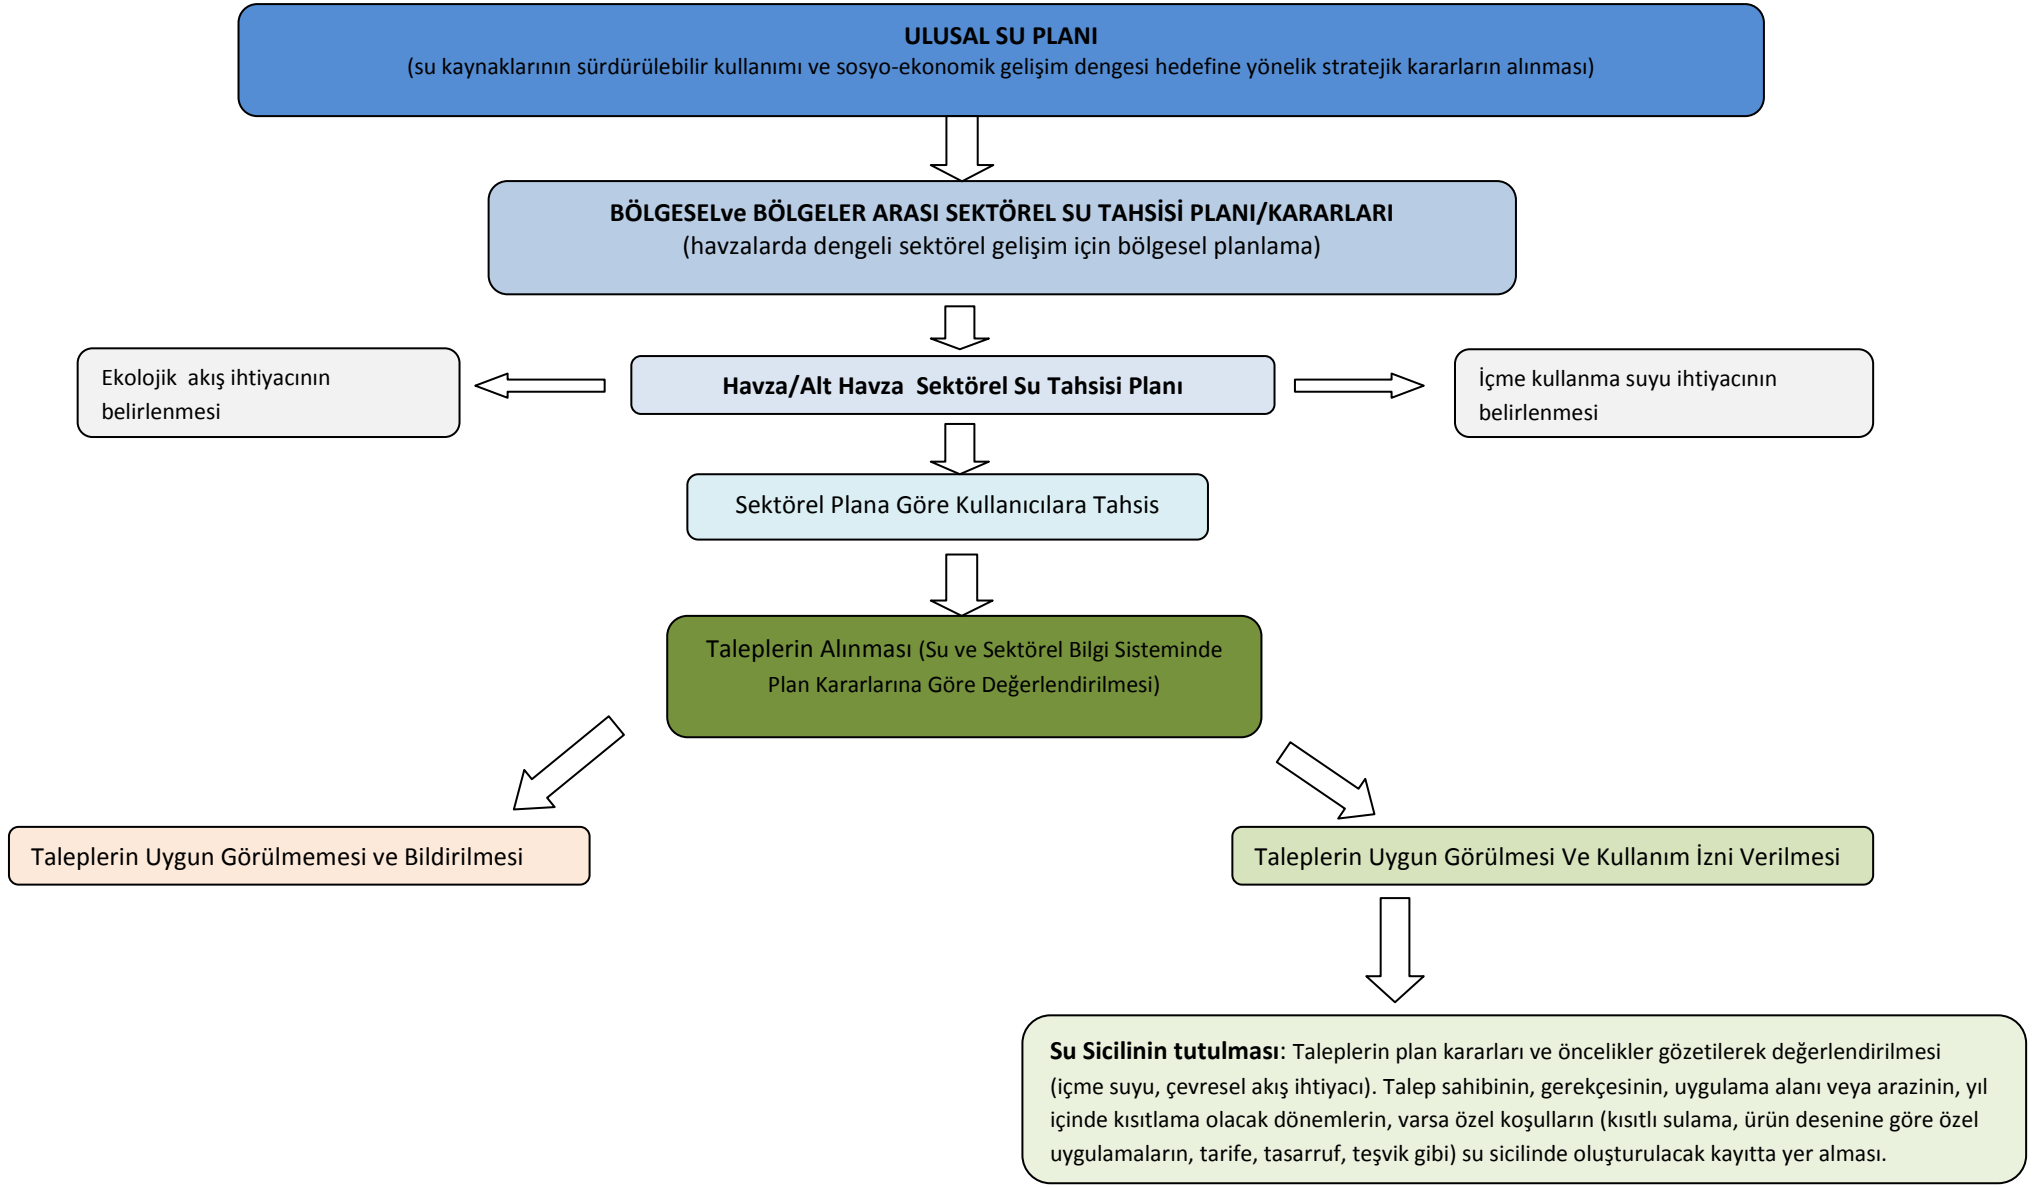 ULUSAL SU PLANI
(su kaynaklarının sürdürülebilir kullanımı ve sosyo-ekonomik gelişim dengesi hedefine yönelik stratejik kararların alınması)
BÖLGESELve BÖLGELER ARASI SEKTÖREL SU TAHSİSİ PLANI/KARARLARI
(havzalarda dengeli sektörel gelişim için bölgesel planlama)
Ekolojik akış ihtiyacının
belirlenmesi
Havza/Alt Havza Sektörel Su Tahsisi Planı
İçme kullanma suyu ihtiyacının
belirlenmesi
Sektörel Plana Göre Kullanıcılara Tahsis
Taleplerin Alınması (Su ve Sektörel Bilgi Sisteminde
Plan Kararlarına Göre Değerlendirilmesi)
Taleplerin Uygun Görülmemesi ve Bildirilmesi
Taleplerin Uygun Görülmesi Ve Kullanım İzni Verilmesi
Su Sicilinin tutulması: Taleplerin plan kararları ve öncelikler gözetilerek değerlendirilmesi
(içme suyu, çevresel akış ihtiyacı). Talep sahibinin, gerekçesinin, uygulama alanı veya arazinin, yıl
içinde kısıtlama olacak dönemlerin, varsa özel koşulların (kısıtlı sulama, ürün desenine göre özel
uygulamaların, tarife, tasarruf, teşvik gibi) su sicilinde oluşturulacak kayıtta yer alması.